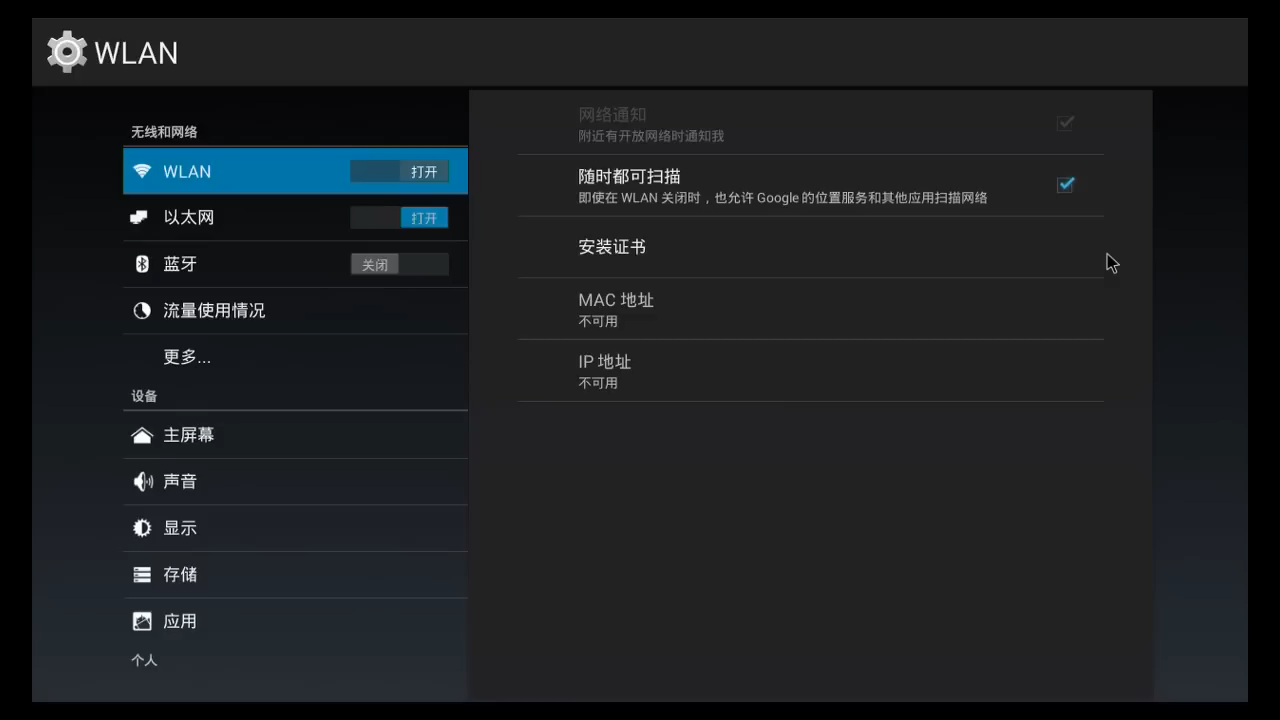 WLAN
无线和网络
WLAN
打开
以太网
打开
蓝牙
关闭
流量使用情况
更多...
设备
主屏幕
声音
显示
存储
应用
个人
网络通知
附近有开放网络时通知我
随时都可扫描
即使在 WLAN 关闭时，也允许 Google 的位置服务和其他应用扫描网络
安装证书
MAC 地址
不可用
IP 地址
不可用